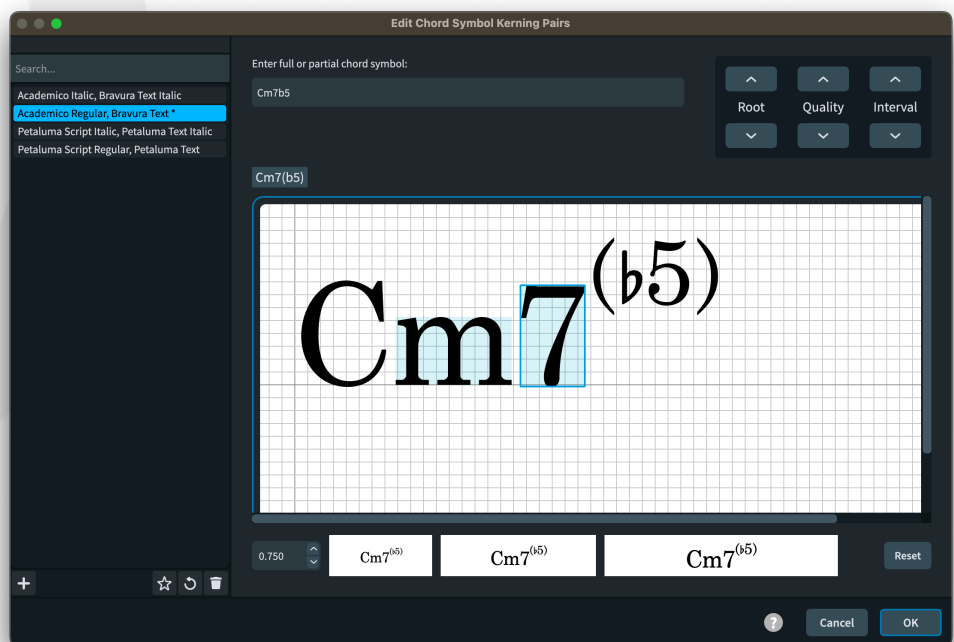 Edit Chord Symbol Kerning Pairs
Search...
Academico Italic, Bravura Text Italic
Academico Regular, Bravura Text *
Petaluma Script Italic, Petaluma Text Italic
Petaluma Script Regular, Petaluma Text
Enter full or partial chord symbol:
Cm7b5
Root Quality Interval
Cm7(b5)
Cm7(♭5)
0.750
Cm7(♭5)
Cm7(♭5)
Cm7(♭5)
Reset
?
Cancel
OK